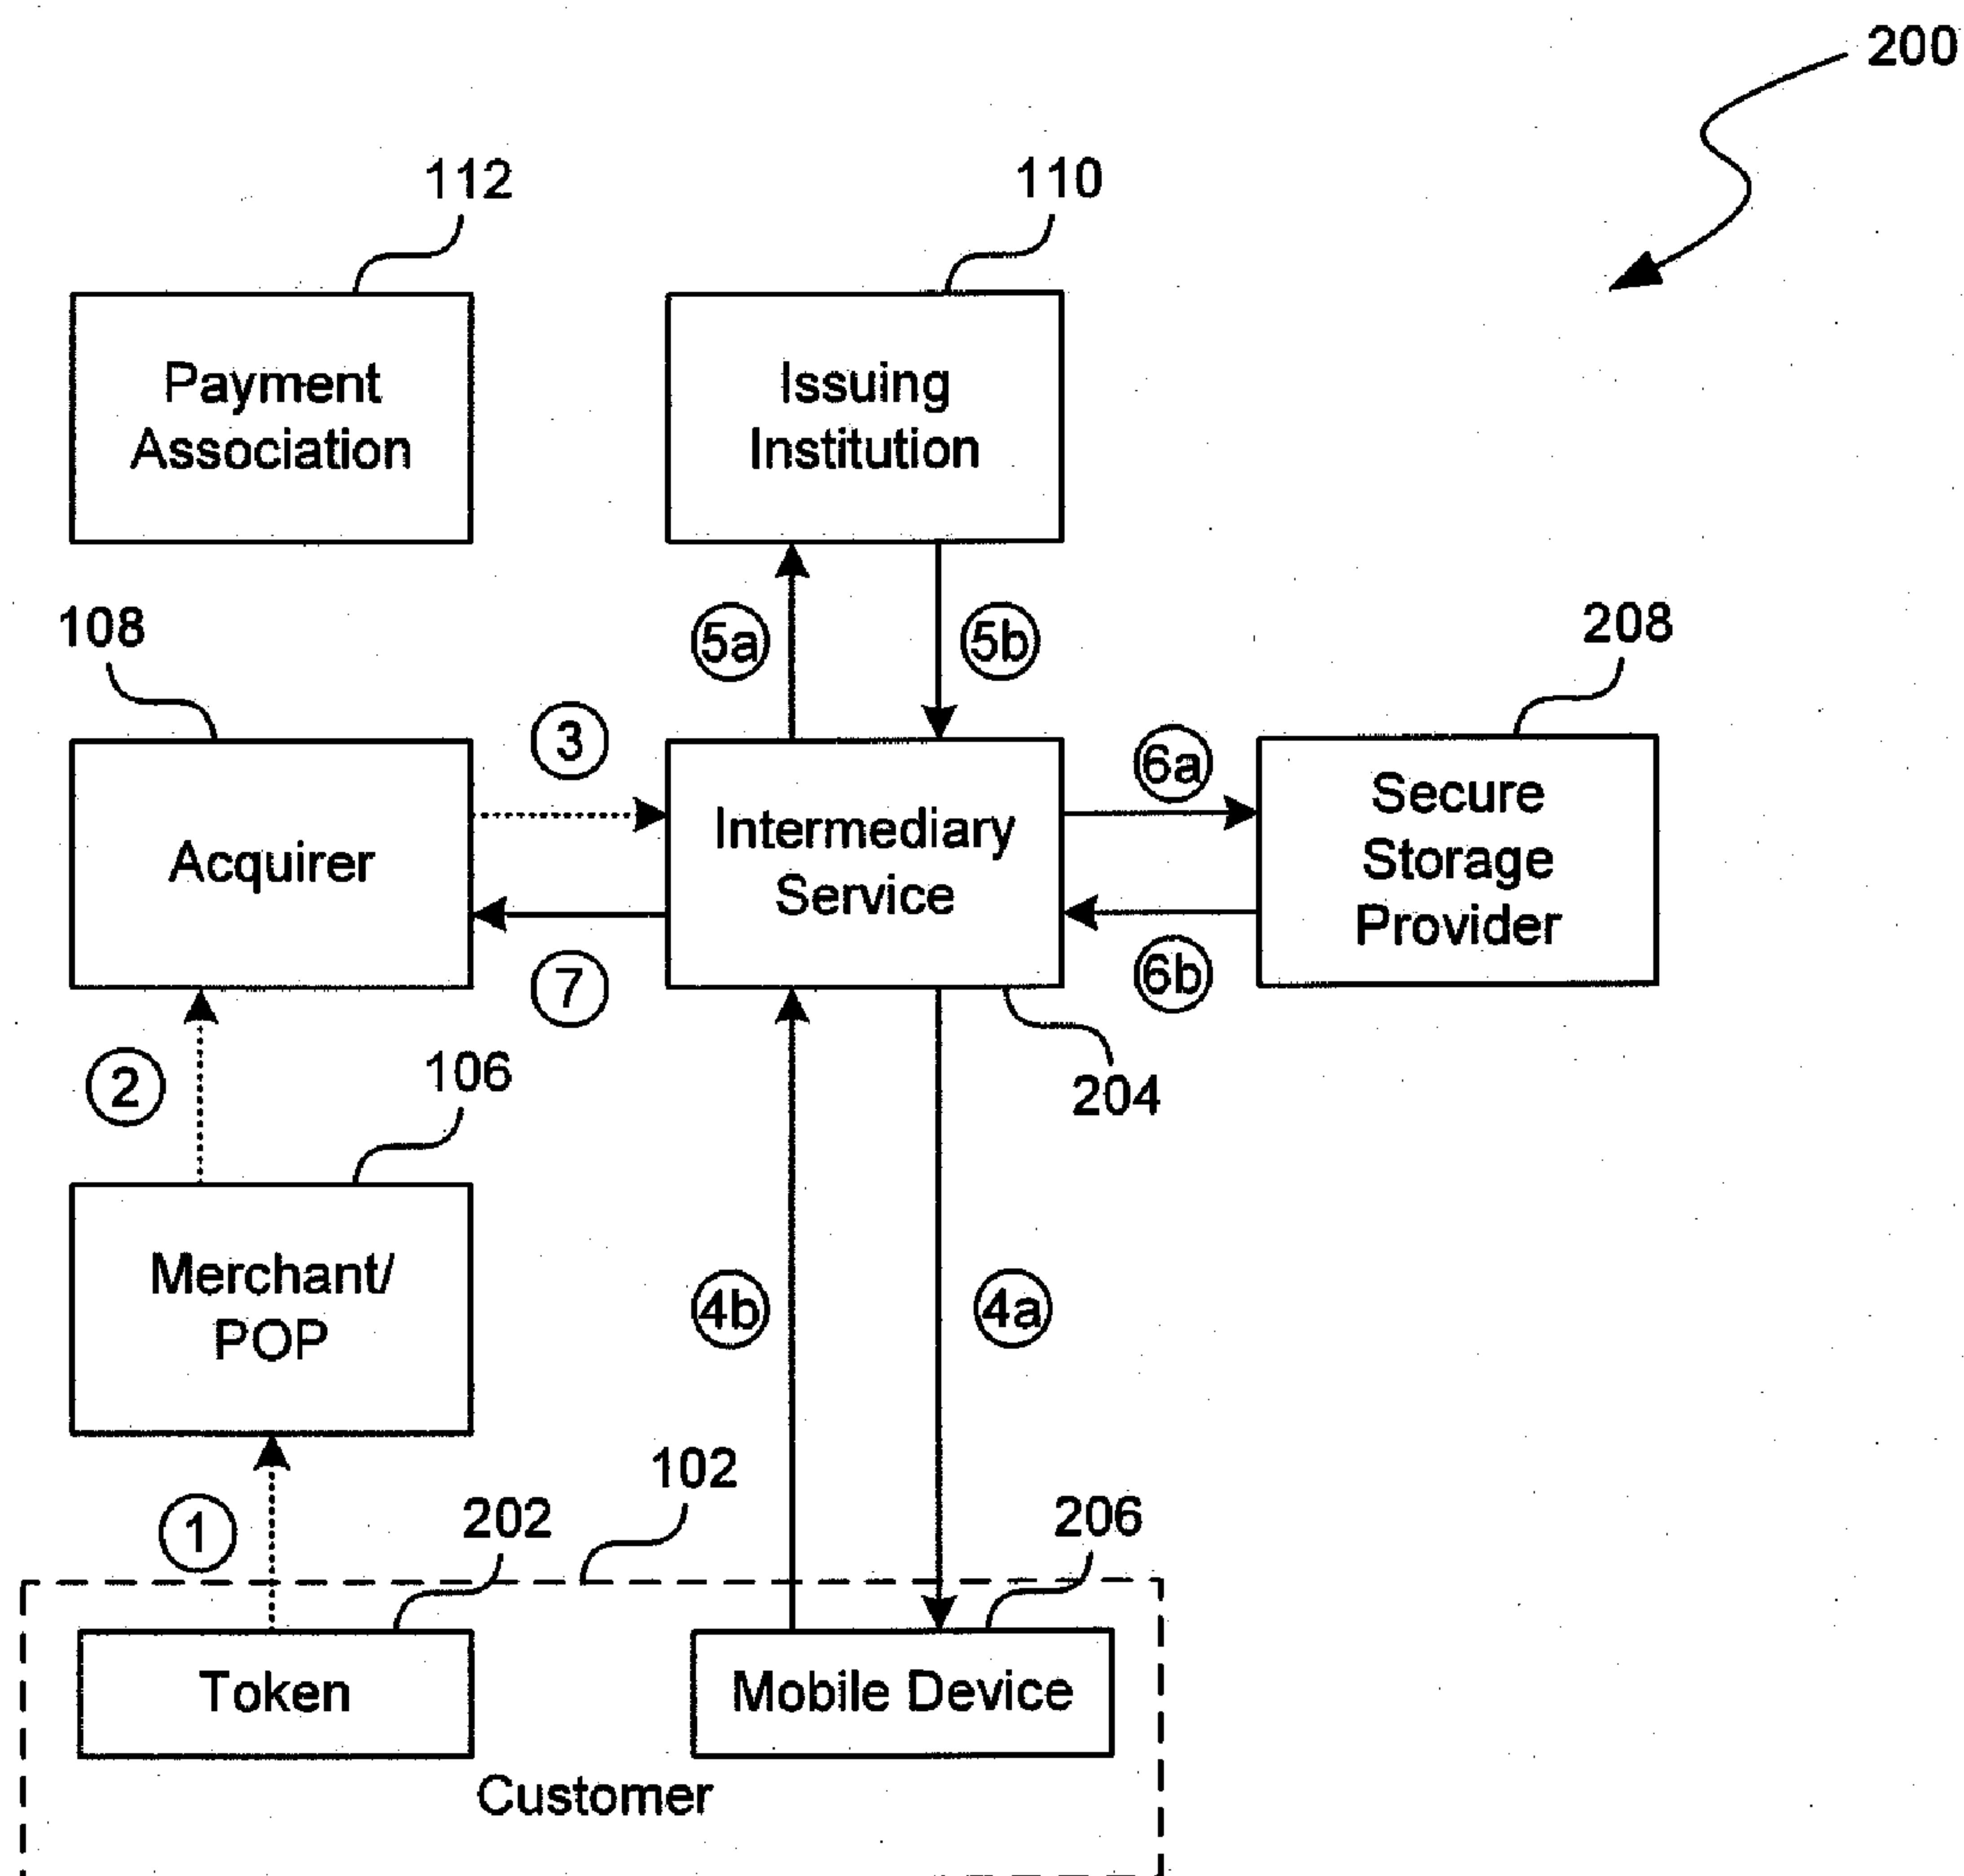 200
112
110
Payment
Association
Issuing
Institution
108
5a
5b
208
3
6a
Acquirer
Intermediary
Service
Secure
Storage
Provider
7
6b
2
106
204
Merchant/
POP
4b
4a
102
1
202
206
Token
Mobile Device
Customer